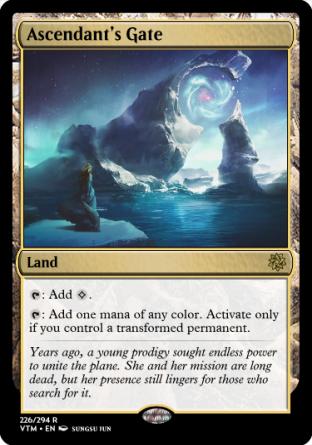 Ascendant's Gate
Land
: Add .
: Add one mana of any color. Activate only
if you control a transformed permanent.
Years ago, a young prodigy sought endless power
to unite the plane. She and her mission are long
dead, but her presence still lingers for those who
search for it.
226/294 R
VTM • EN SUNGSU JUN